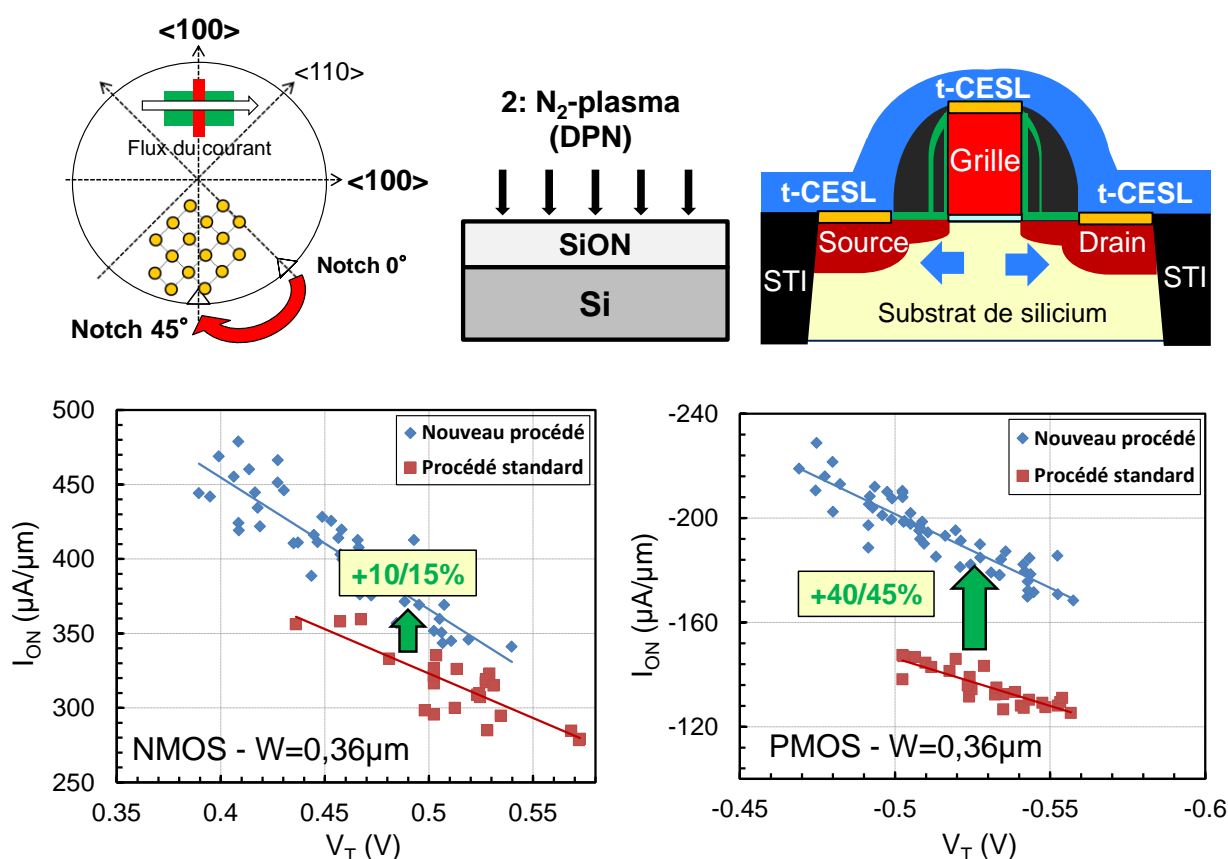 <100>
<110>
Flux du courant
<100>
Notch 0°
Notch 45°
2: N₂-plasma
(DPN)
SiON
Si
t-CESL
Grille
t-CESL
t-CESL
Source
Drain
STI
STI
Substrat de silicium
500
450
400
350
300
250
I_ON (µA/µm)
Nouveau procédé
Procédé standard
+10/15%
NMOS - W=0,36µm
0.35
0.4
0.45
0.5
0.55
V_T (V)
-240
-200
-160
-120
I_ON (µA/µm)
Nouveau procédé
Procédé standard
+40/45%
PMOS - W=0,36µm
-0.45
-0.5
-0.55
-0.6
V_T (V)